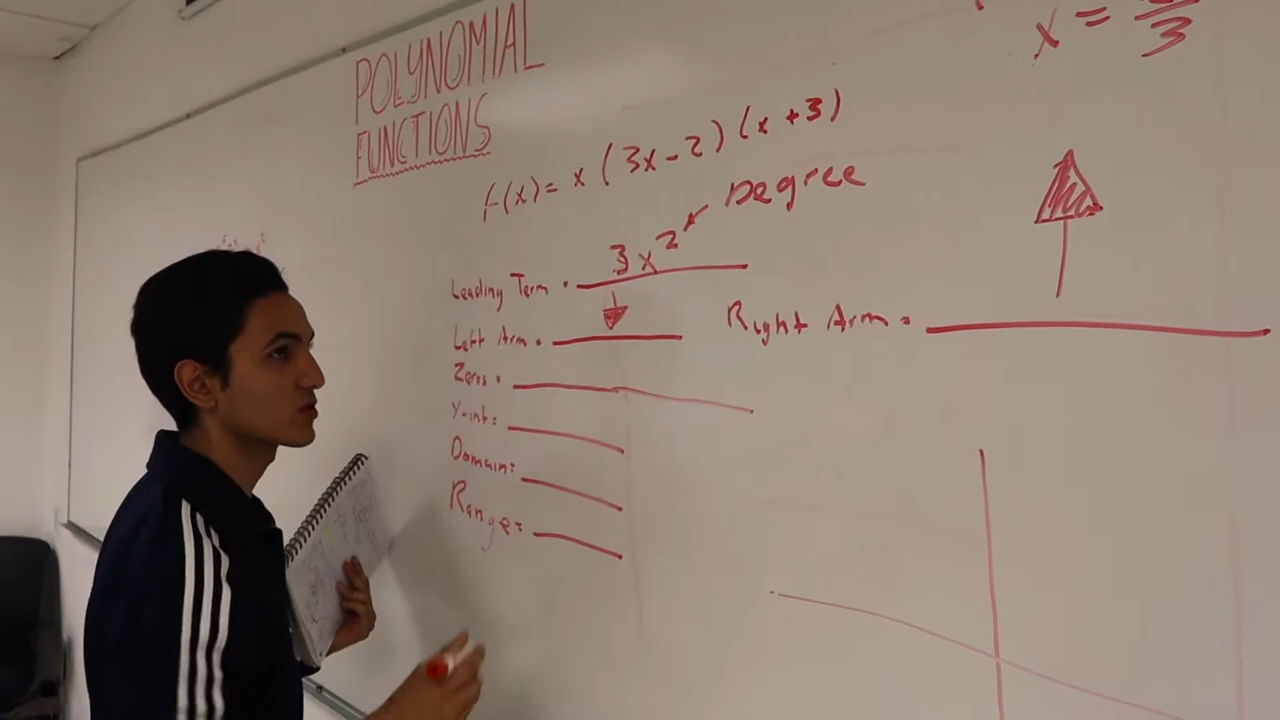 POLYNOMIAL
FUNCTIONS
f(x) = x (3x-2) (x+3)
Degree
Leading Term = 3x²
Left Arm =
Right Arm =
Zeros =
Y-int:
Domain:
Range=
x = 3